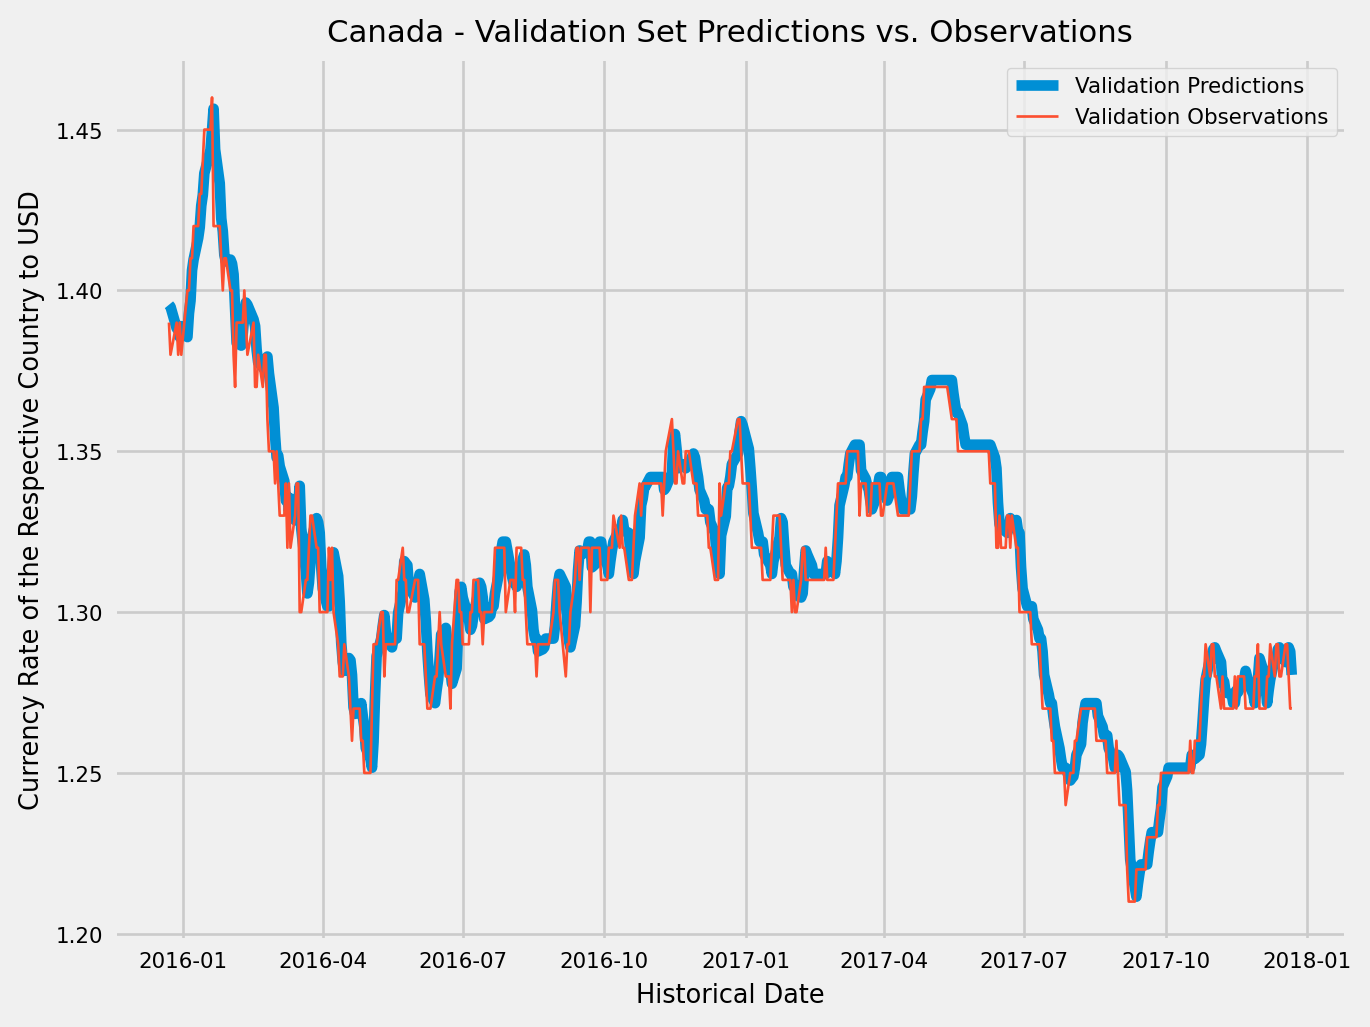 Canada - Validation Set Predictions vs. Observations
Validation Predictions
Validation Observations
Currency Rate of the Respective Country to USD
1.45
1.40
1.35
1.30
1.25
1.20
2016-01 2016-04 2016-07 2016-10 2017-01 2017-04 2017-07 2017-10 2018-01
Historical Date